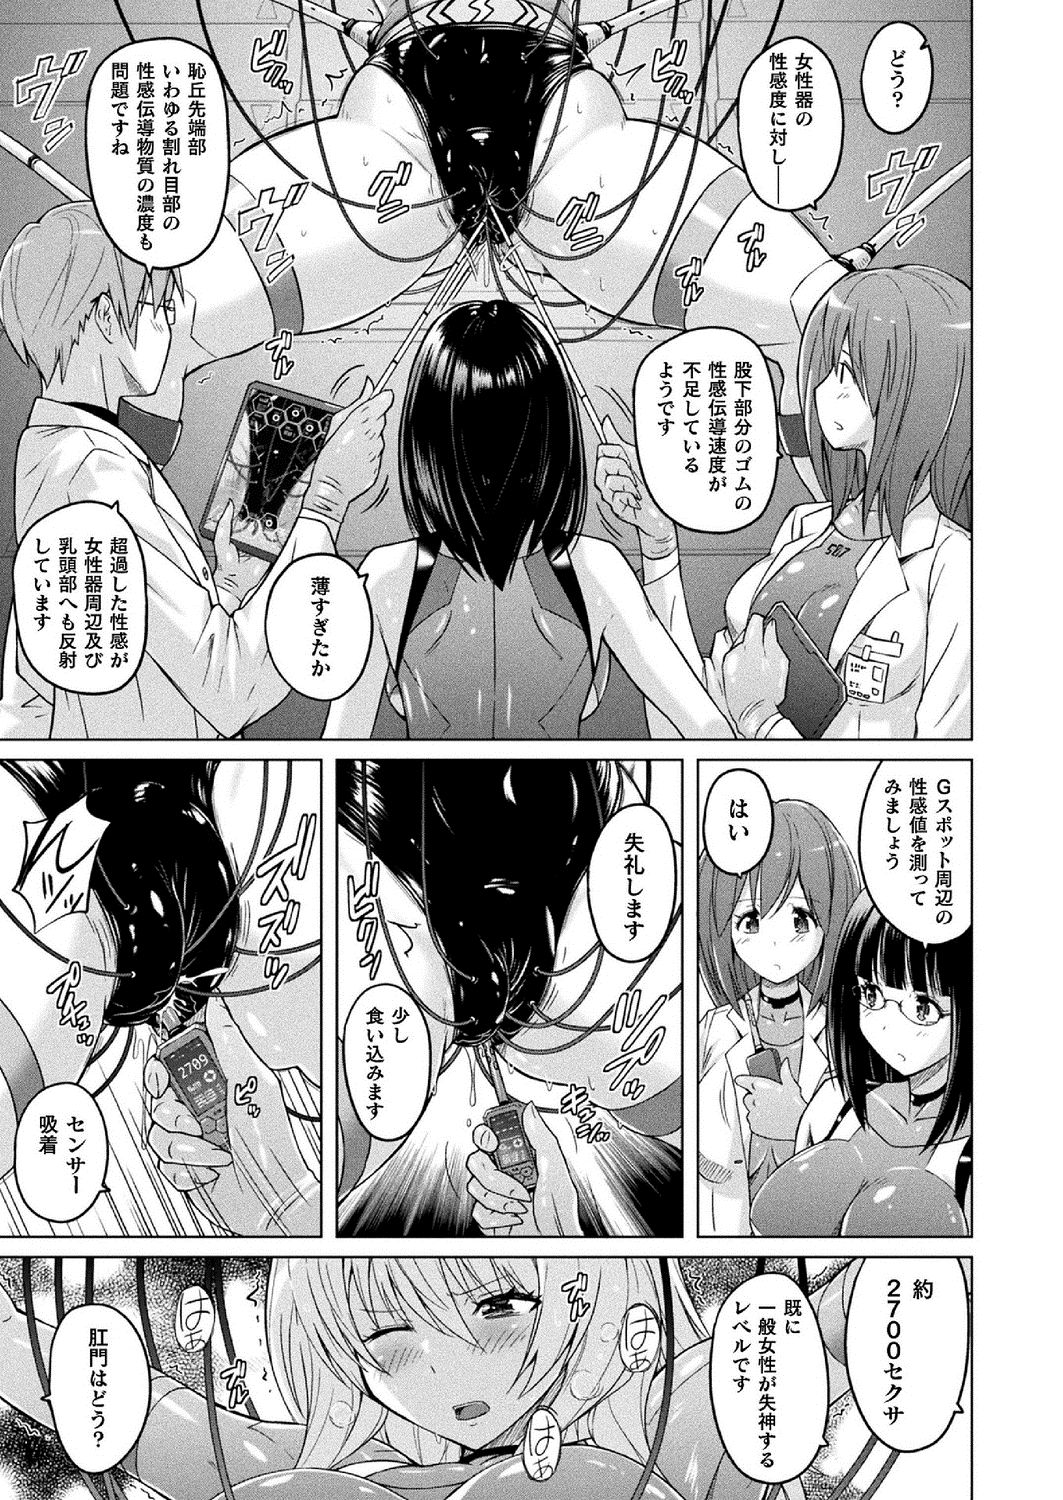 どう？
女性器の
性感度に対し――
股下部分のゴムの
性感伝導速度が
不足している
ようです
恥丘先端部
いわゆる割れ目部の
性感伝導物質の濃度も
問題ですね
薄すぎたか
超過した性感が
女性器周辺及び
乳頭部へも反射
しています
Gスポット周辺の
性感値を測って
みましょう
はい
失礼します
少し
食い込みます
センサー
吸着
2709
約
2700セクサ
既に
一般女性が失神する
レベルです
はぁ
はぁ
はぁ
肛門はどう？